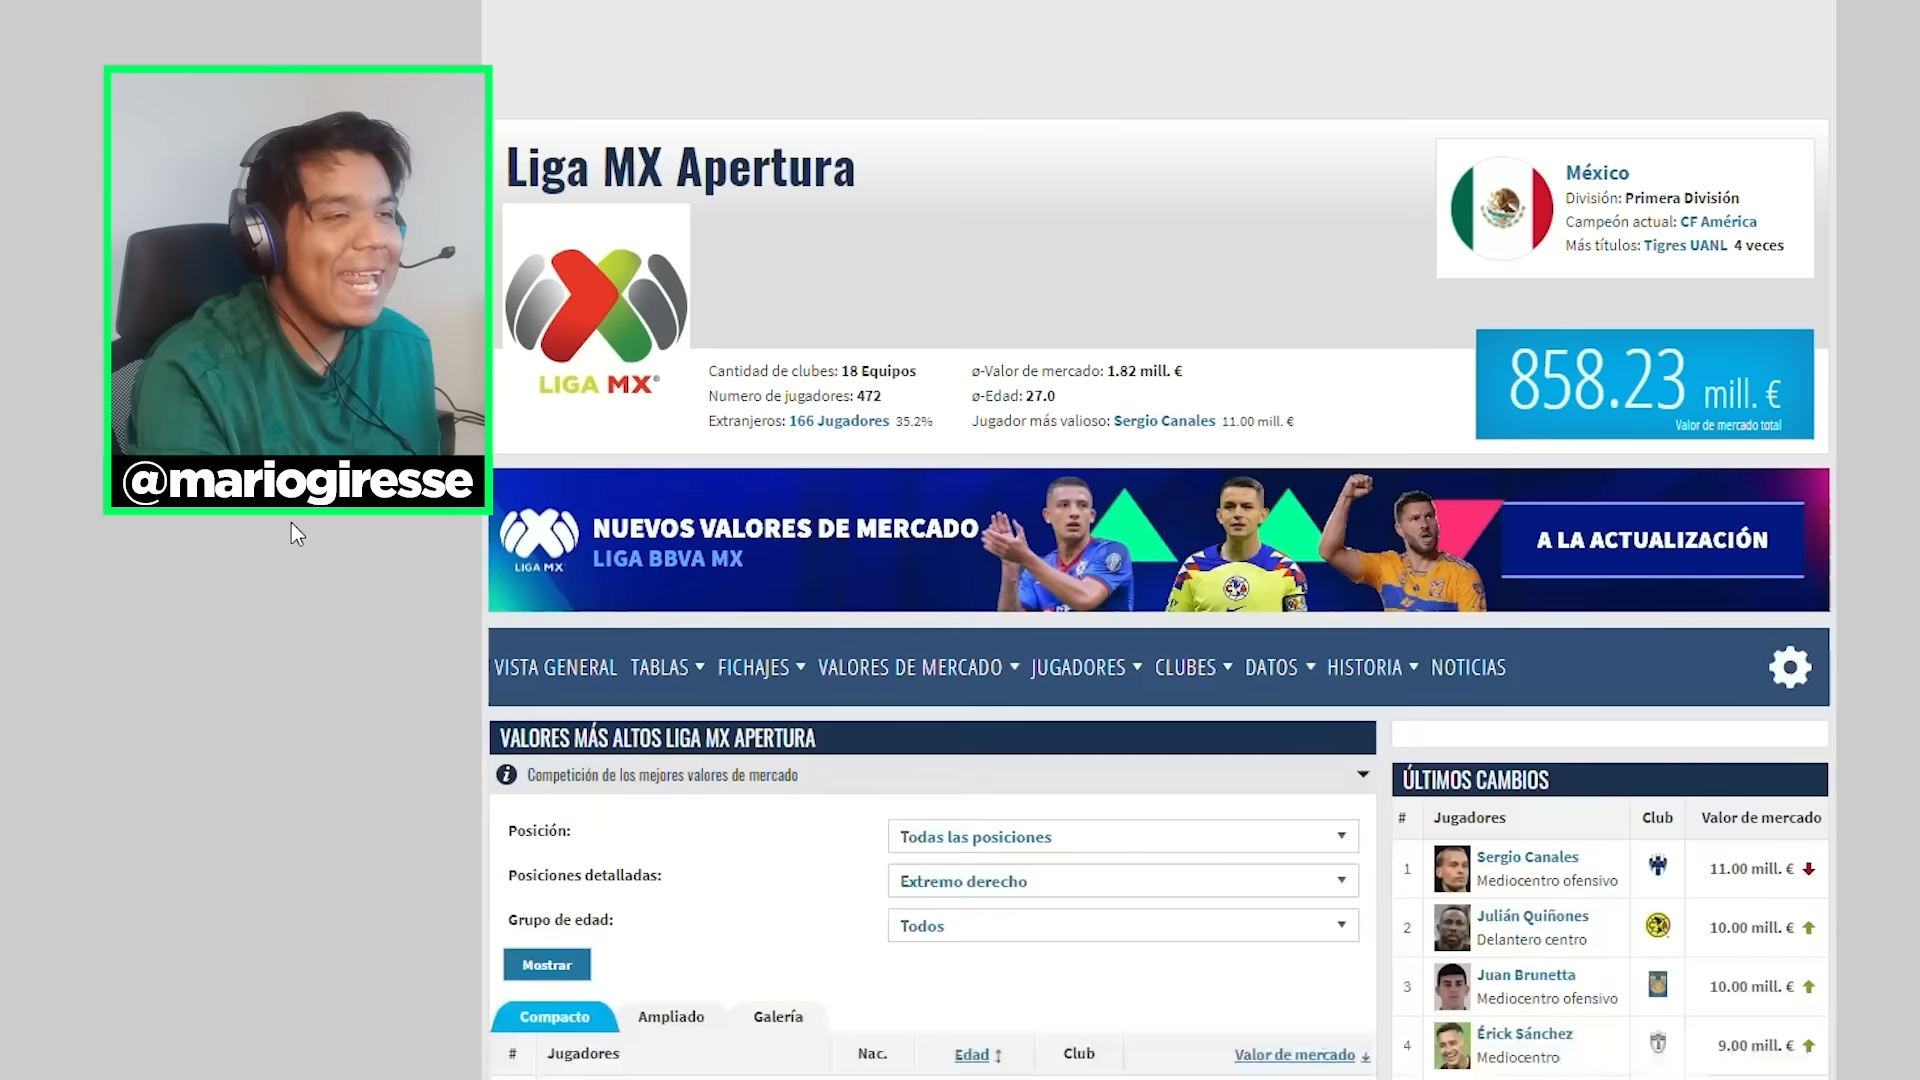 @mariogiresse
Liga MX Apertura
LIGA MX®
Cantidad de clubes: 18 Equipos
Numero de jugadores: 472
Extranjeros: 166 Jugadores 35.2%
ø-Valor de mercado: 1.82 mill. €
ø-Edad: 27.0
Jugador más valioso: Sergio Canales 11.00 mill. €
México
División: Primera División
Campeón actual: CF América
Más títulos: Tigres UANL 4 veces
858.23 mill. €
Valor de mercado total
LIGA MX
NUEVOS VALORES DE MERCADO
LIGA BBVA MX
A LA ACTUALIZACIÓN
VISTA GENERAL TABLAS FICHAJES VALORES DE MERCADO JUGADORES CLUBES DATOS HISTORIA NOTICIAS
VALORES MÁS ALTOS LIGA MX APERTURA
Competición de los mejores valores de mercado
Posición: Todas las posiciones
Posiciones detalladas: Extremo derecho
Grupo de edad: Todos
Mostrar
Compacto Ampliado Galería
# Jugadores Nac. Edad Club Valor de mercado
ÚLTIMOS CAMBIOS
# Jugadores Club Valor de mercado
1 Sergio Canales 11.00 mill. €
Mediocentro ofensivo
2 Julián Quiñones 10.00 mill. €
Delantero centro
3 Juan Brunetta 10.00 mill. €
Mediocentro ofensivo
4 Érick Sánchez 9.00 mill. €
Mediocentro